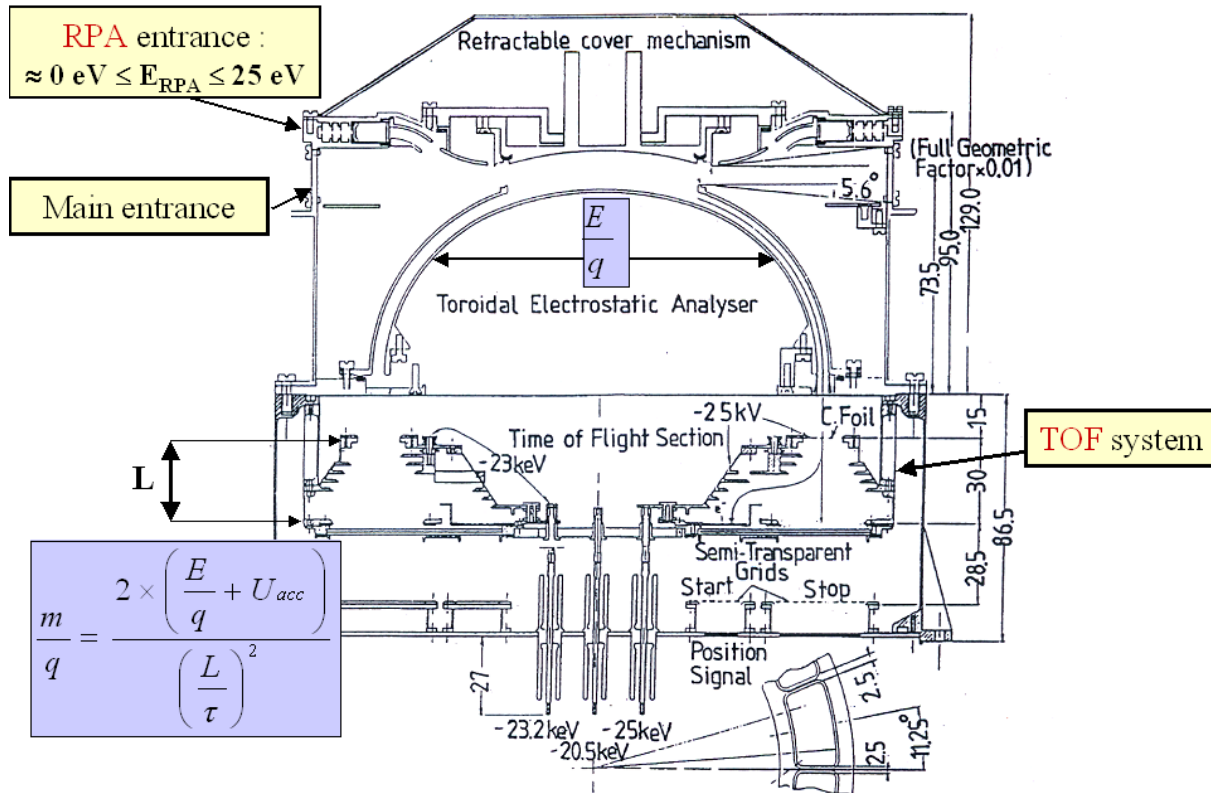 RPA entrance :
≈ 0 eV ≤ E_RPA ≤ 25 eV
Retractable cover mechanism
(Full Geometric
Factor×0.01)
5.6°
Main entrance
E/q
Toroidal Electrostatic Analyser
73.5
95.0
129.0
-25kV
C.Foil
15
Time of Flight Section
-23keV
TOF system
L
30
86.5
Semi-Transparent
Grids
28.5
Start
Stop
m/q = 2 × (E/q + Uacc) / (L/τ)²
Position
Signal
27
2.5
-23.2keV
-25keV
-20.5keV
11.25°
2.5